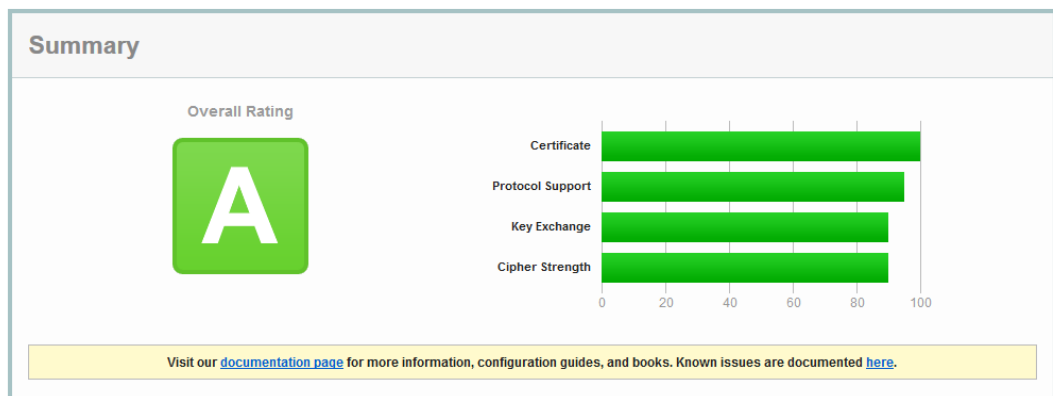 Summary
Overall Rating
A
Certificate
Protocol Support
Key Exchange
Cipher Strength
0 20 40 60 80 100
Visit our documentation page for more information, configuration guides, and books. Known issues are documented here.